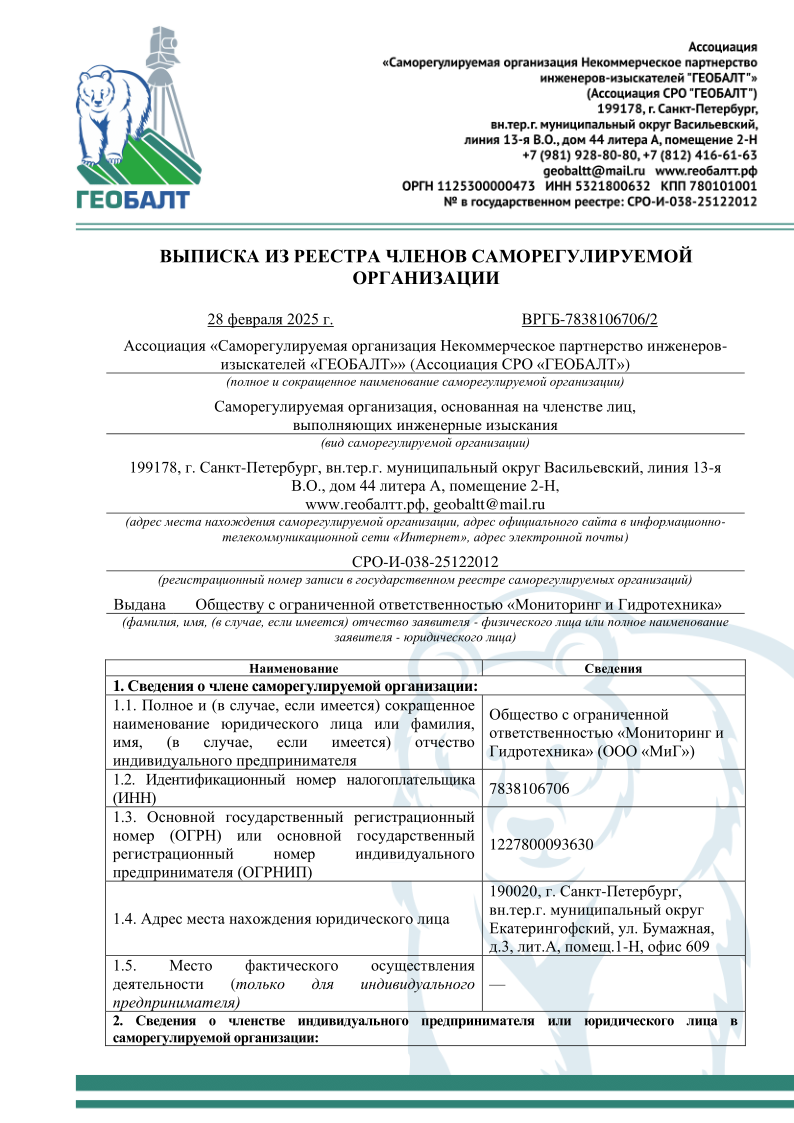 ГЕОБАЛТ
Ассоциация
«Саморегулируемая организация Некоммерческое партнерство
инженеров-изыскателей "ГЕОБАЛТ"»
(Ассоциация СРО "ГЕОБАЛТ")
199178, г. Санкт-Петербург,
вн.тер.г. муниципальный округ Васильевский,
линия 13-я В.О., дом 44 литера А, помещение 2-Н
+7 (981) 928-80-80, +7 (812) 416-61-63
geobaltt@mail.ru www.геобалтт.рф
ОРГН 1125300000473 ИНН 5321800632 КПП 780101001
№ в государственном реестре: СРО-И-038-25122012
ВЫПИСКА ИЗ РЕЕСТРА ЧЛЕНОВ САМОРЕГУЛИРУЕМОЙ
ОРГАНИЗАЦИИ
28 февраля 2025 г. ВРГБ-7838106706/2
Ассоциация «Саморегулируемая организация Некоммерческое партнерство инженеров-
изыскателей «ГЕОБАЛТ»» (Ассоциация СРО «ГЕОБАЛТ»)
(полное и сокращенное наименование саморегулируемой организации)
Саморегулируемая организация, основанная на членстве лиц,
выполняющих инженерные изыскания
(вид саморегулируемой организации)
199178, г. Санкт-Петербург, вн.тер.г. муниципальный округ Васильевский, линия 13-я
В.О., дом 44 литера А, помещение 2-Н,
www.геобалтт.рф, geobaltt@mail.ru
(адрес места нахождения саморегулируемой организации, адрес официального сайта в информационно-
телекоммуникационной сети «Интернет», адрес электронной почты)
СРО-И-038-25122012
(регистрационный номер записи в государственном реестре саморегулируемых организаций)
Выдана Обществу с ограниченной ответственностью «Мониторинг и Гидротехника»
(фамилия, имя, (в случае, если имеется) отчество заявителя - физического лица или полное наименование
заявителя - юридического лица)
Наименование Сведения
1. Сведения о члене саморегулируемой организации:
1.1. Полное и (в случае, если имеется) сокращенное
наименование юридического лица или фамилия,
имя, (в случае, если имеется) отчество
индивидуального предпринимателя
Общество с ограниченной
ответственностью «Мониторинг и
Гидротехника» (ООО «МиГ»)
1.2. Идентификационный номер налогоплательщика
(ИНН)
7838106706
1.3. Основной государственный регистрационный
номер (ОГРН) или основной государственный
регистрационный номер индивидуального
предпринимателя (ОГРНИП)
1227800093630
1.4. Адрес места нахождения юридического лица
190020, г. Санкт-Петербург,
вн.тер.г. муниципальный округ
Екатерингофский, ул. Бумажная,
д.3, лит.А, помещ.1-Н, офис 609
1.5. Место фактического осуществления
деятельности (только для индивидуального
предпринимателя)
—
2. Сведения о членстве индивидуального предпринимателя или юридического лица в
саморегулируемой организации: